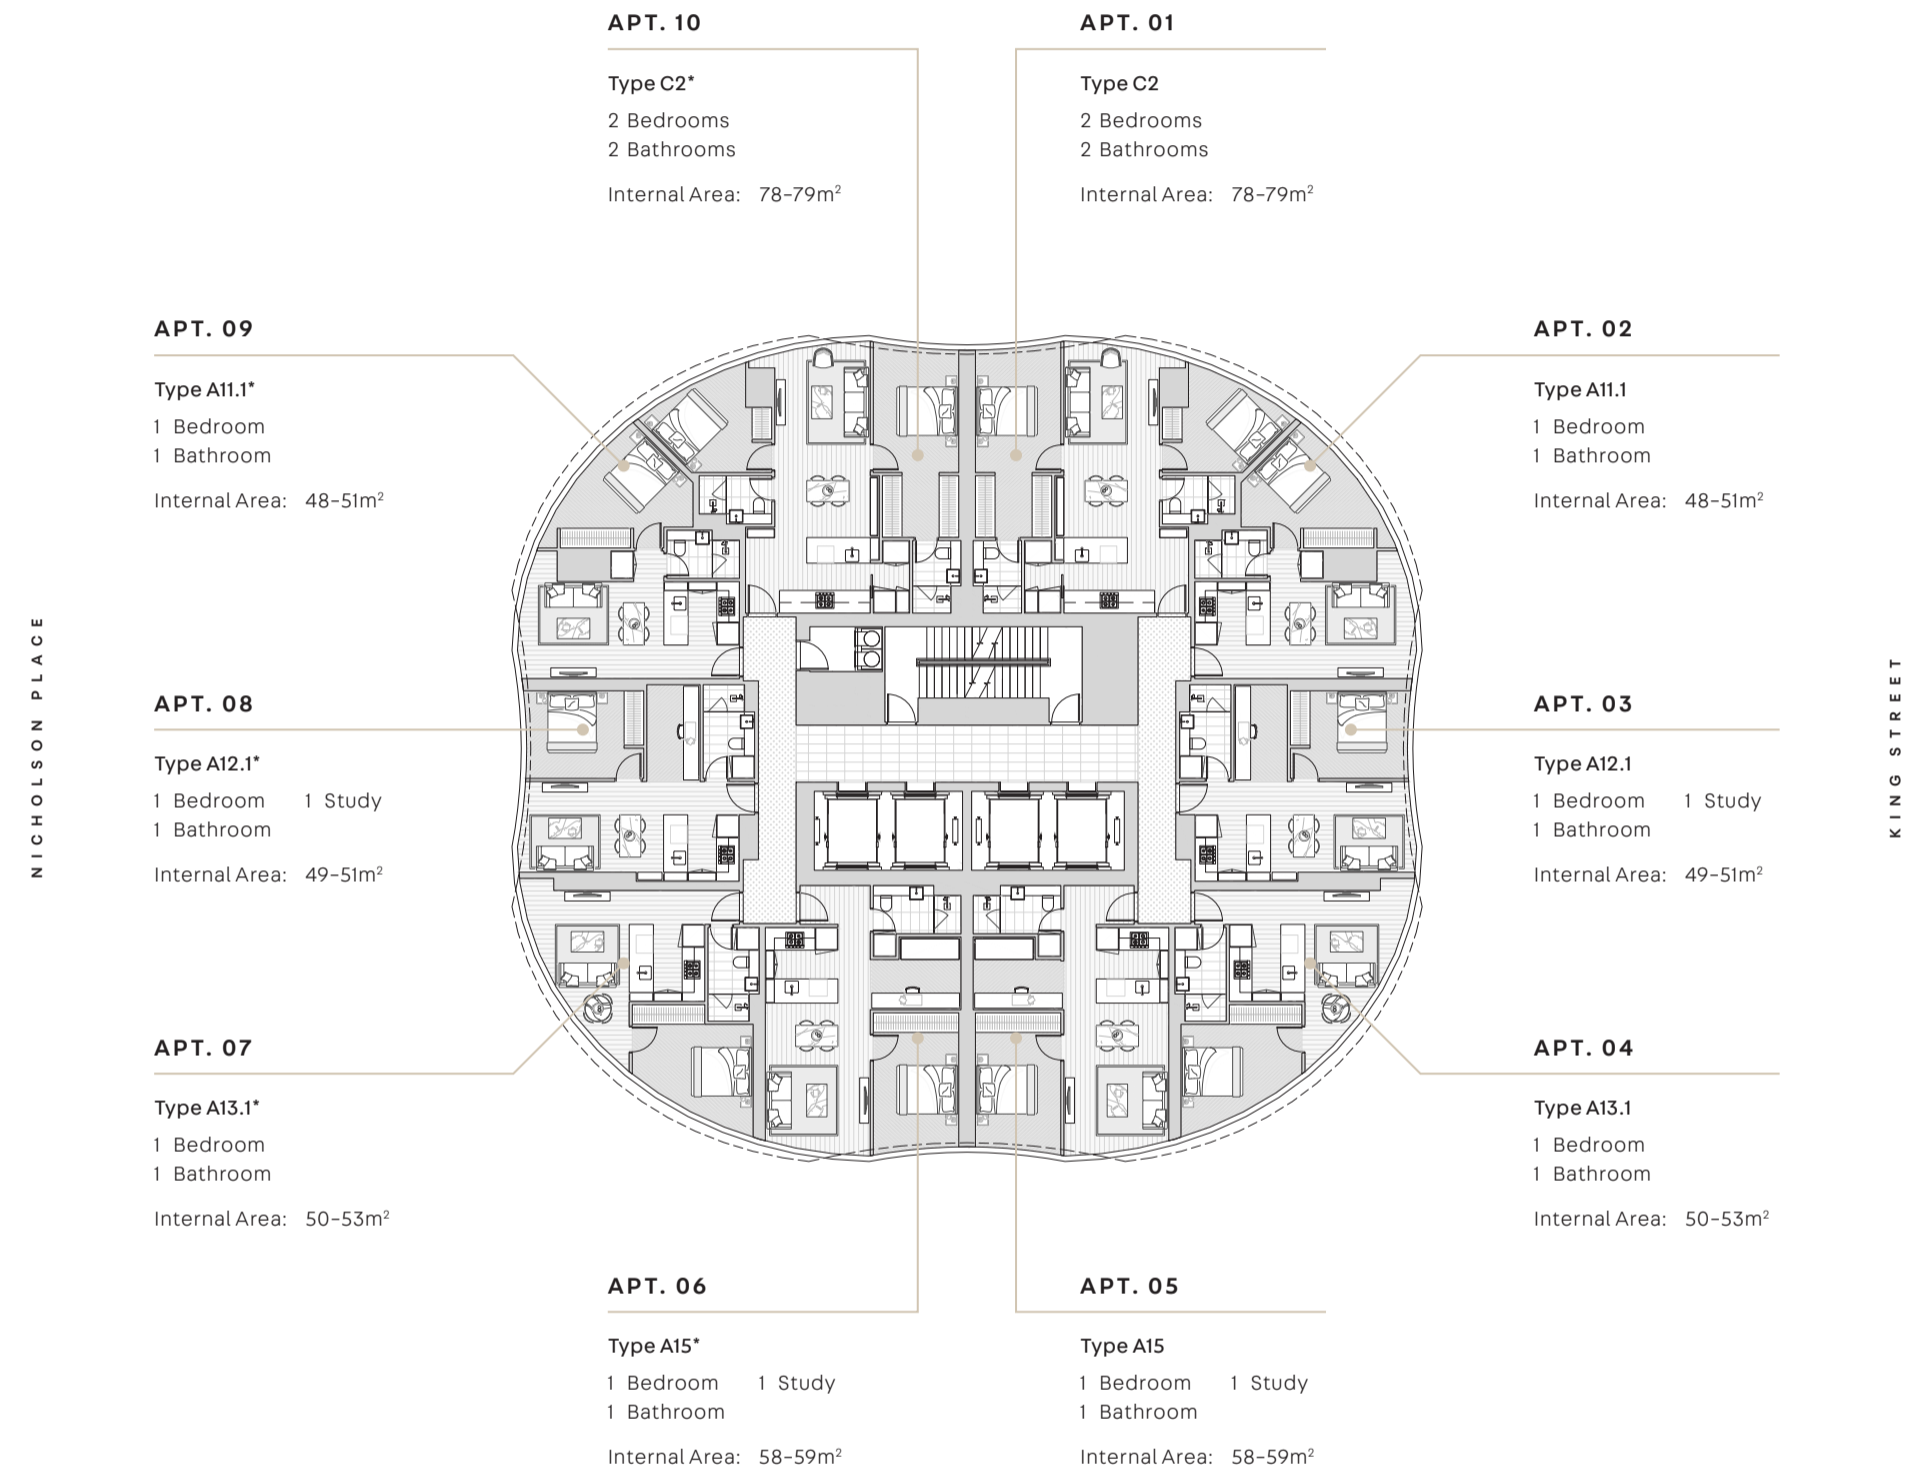 APT. 10
Type C2*
2 Bedrooms
2 Bathrooms
Internal Area: 78–79m²
APT. 01
Type C2
2 Bedrooms
2 Bathrooms
Internal Area: 78–79m²
APT. 09
Type A11.1*
1 Bedroom
1 Bathroom
Internal Area: 48–51m²
APT. 02
Type A11.1
1 Bedroom
1 Bathroom
Internal Area: 48–51m²
NICHOLSON PLACE
APT. 08
Type A12.1*
1 Bedroom 1 Study
1 Bathroom
Internal Area: 49–51m²
APT. 03
Type A12.1
1 Bedroom 1 Study
1 Bathroom
Internal Area: 49–51m²
KING STREET
APT. 07
Type A13.1*
1 Bedroom
1 Bathroom
Internal Area: 50–53m²
APT. 04
Type A13.1
1 Bedroom
1 Bathroom
Internal Area: 50–53m²
APT. 06
Type A15*
1 Bedroom 1 Study
1 Bathroom
Internal Area: 58–59m²
APT. 05
Type A15
1 Bedroom 1 Study
1 Bathroom
Internal Area: 58–59m²